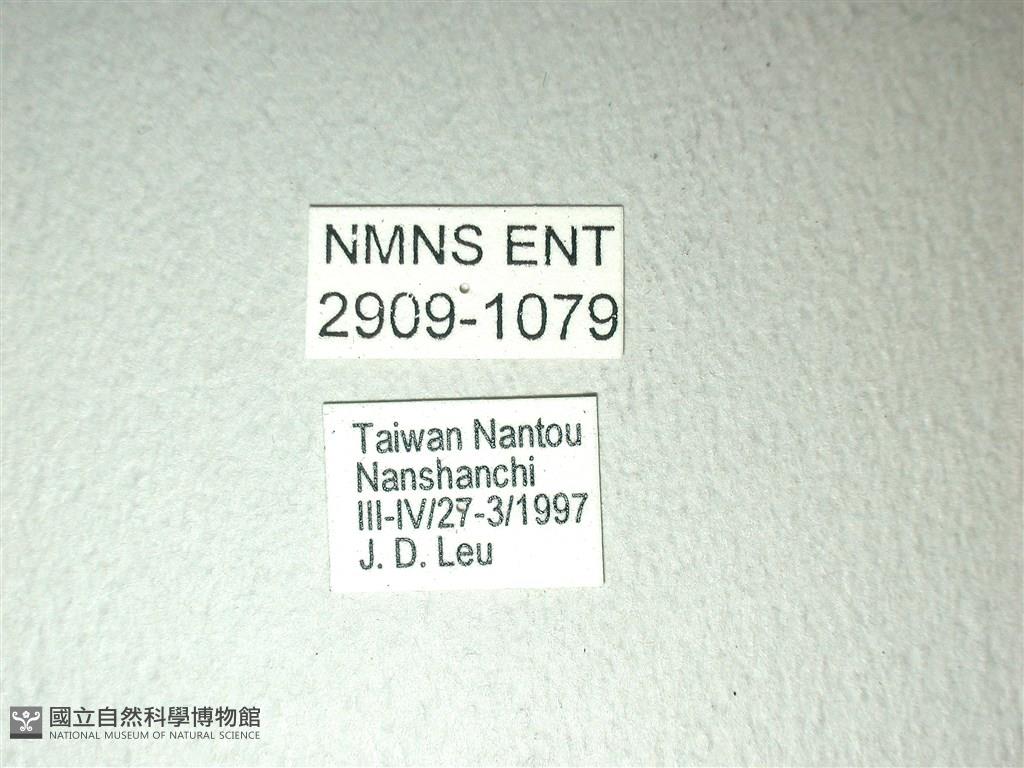 NMNS ENT
2909-1079
Taiwan Nantou
Nanshanchi
III-IV/27-3/1997
J. D. Leu
國立自然科學博物館
NATIONAL MUSEUM OF NATURAL SCIENCE